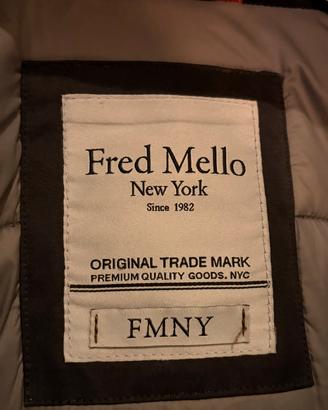 Fred Mello
New York
Since 1982
ORIGINAL TRADE MARK
PREMIUM QUALITY GOODS. NYC
FMNY